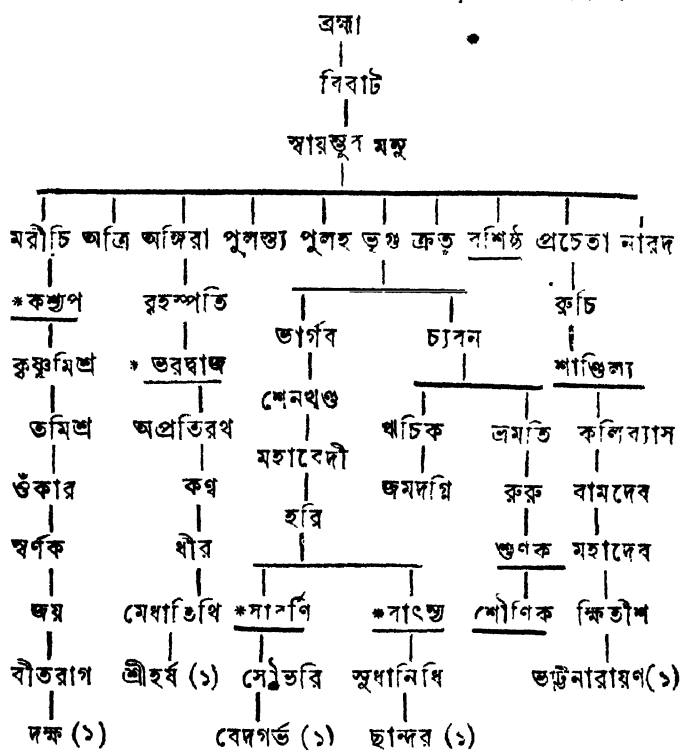 ব্রহ্মা
বিরাট
স্বায়ম্ভুব মনু
মরীচি অত্রি অঙ্গিরা পুলস্ত্য পুলহ ভৃগু ক্রতু বশিষ্ঠ প্রচেতা নারদ
*কশ্যপ বৃহস্পতি রুচি
ভার্গব চ্যবন
কৃষ্ণমিশ্র * ভরদ্বাজ শাণ্ডিল্য
শেনখণ্ড
তমিশ্র অপ্রতিরথ ঋচিক ভ্রমতি কলিব্যাস
মহাবেদী
ওঁকার কণ্ব জমদগ্নি রুরু বামদেব
হরি
স্বর্ণক ধীর শুণক মহাদেব
জয় মেধাতিথি *সাবর্ণি *বাৎস্য শৌণিক ক্ষিতীশ
বীতরাগ শ্রীহর্ষ (১) সৌভরি সুধানিধি ভট্টনারায়ণ(১)
দক্ষ (১) বেদগর্ভ (১) ছান্দর (১)